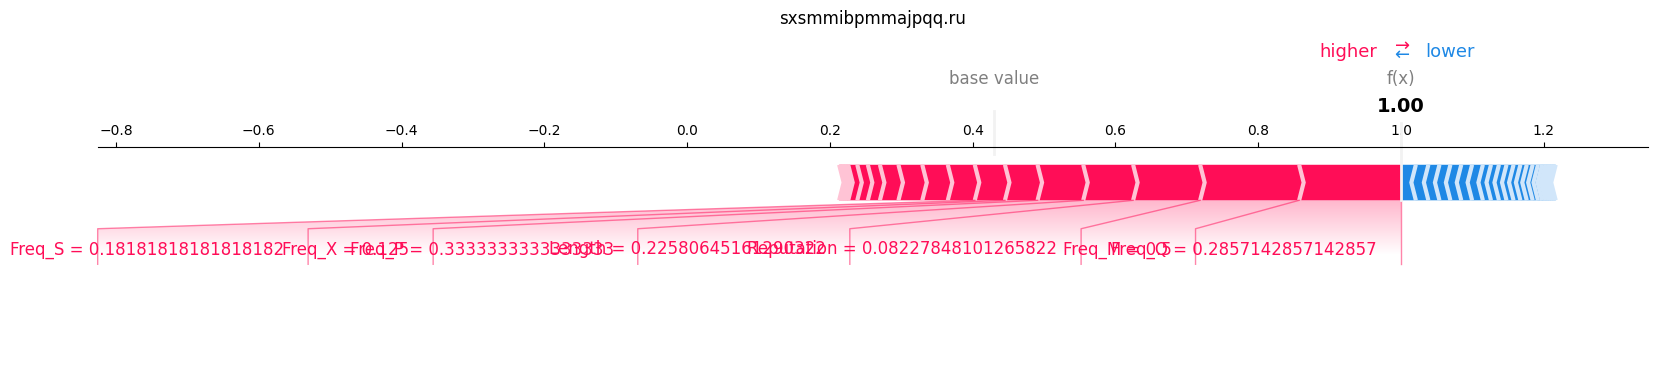 sxsmmibpmmajpqq.ru
higher ⇄ lower
base value f(x)
1.00
−0.8 −0.6 −0.4 −0.2 0.0 0.2 0.4 0.6 0.8 1.0 1.2
Freq_S = 0.18181818181818182 Freq_X = 0.125 Freq_P = 0.3333333333333333 Length = 0.22580645161290322 Reputation = 0.08227848101265822 Freq_M = 0.5 Freq_Q = 0.2857142857142857